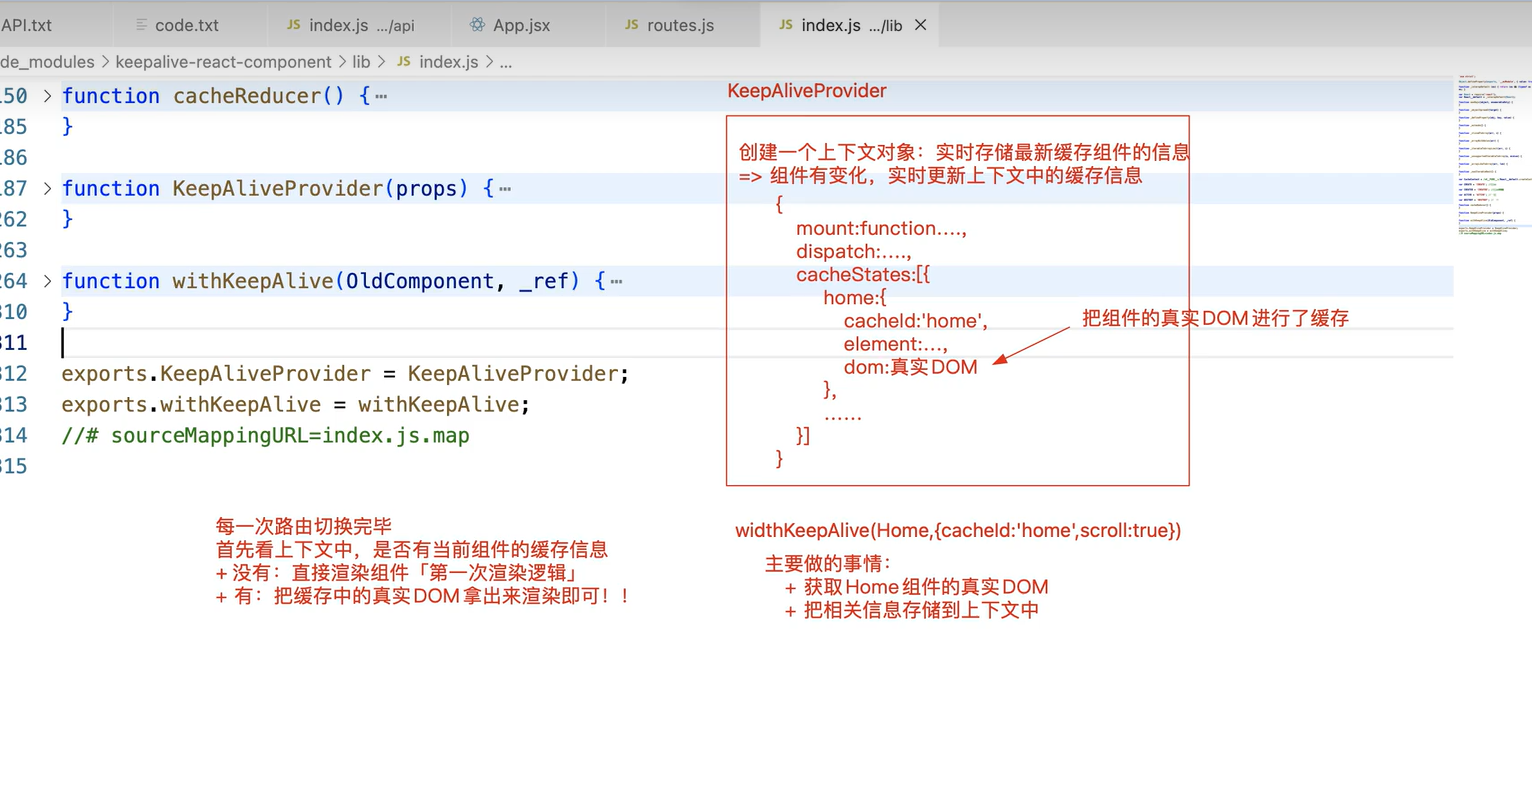 API.txt
code.txt
JS index.js .../api
App.jsx
JS routes.js
JS index.js .../lib ×
de_modules > keepalive-react-component > lib > JS index.js > ...
50 > function cacheReducer() { ⋯
85 }
86
87 > function KeepAliveProvider(props) { ⋯
262 }
263
264 > function withKeepAlive(OldComponent, _ref) { ⋯
310 }
311
312 exports.KeepAliveProvider = KeepAliveProvider;
313 exports.withKeepAlive = withKeepAlive;
314 //# sourceMappingURL=index.js.map
315
KeepAliveProvider
创建一个上下文对象：实时存储最新缓存组件的信息
=> 组件有变化，实时更新上下文中的缓存信息
{
mount:function....,
dispatch:....,
cacheStates:[{
home:{
cacheId:'home',
element:...,
dom:真实DOM
},
......
}]
}
把组件的真实DOM进行了缓存
每一次路由切换完毕
首先看上下文中，是否有当前组件的缓存信息
+ 没有：直接渲染组件「第一次渲染逻辑」
+ 有：把缓存中的真实DOM拿出来渲染即可！！
widthKeepAlive(Home,{cacheId:'home',scroll:true})
主要做的事情：
+ 获取Home组件的真实DOM
+ 把相关信息存储到上下文中